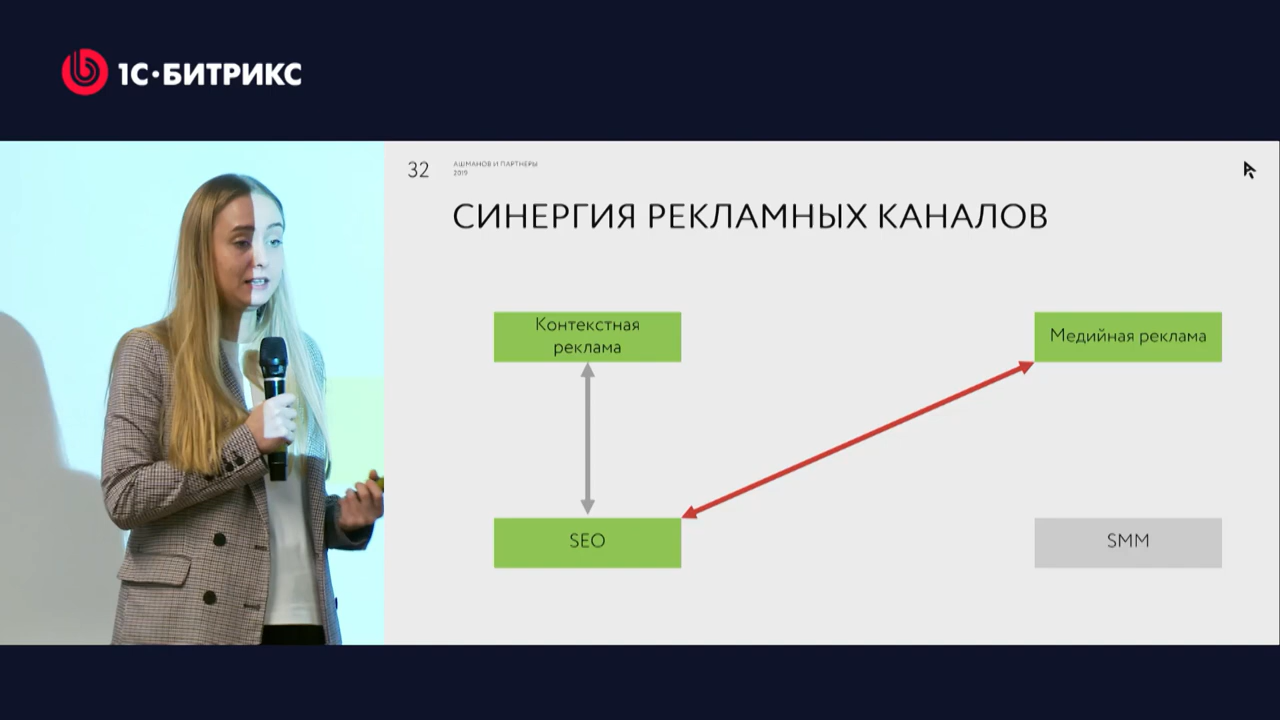 1С·БИТРИКС
32
АШМАНОВ И ПАРТНЕРЫ
2019
СИНЕРГИЯ РЕКЛАМНЫХ КАНАЛОВ
Контекстная
реклама
Медийная реклама
SEO
SMM